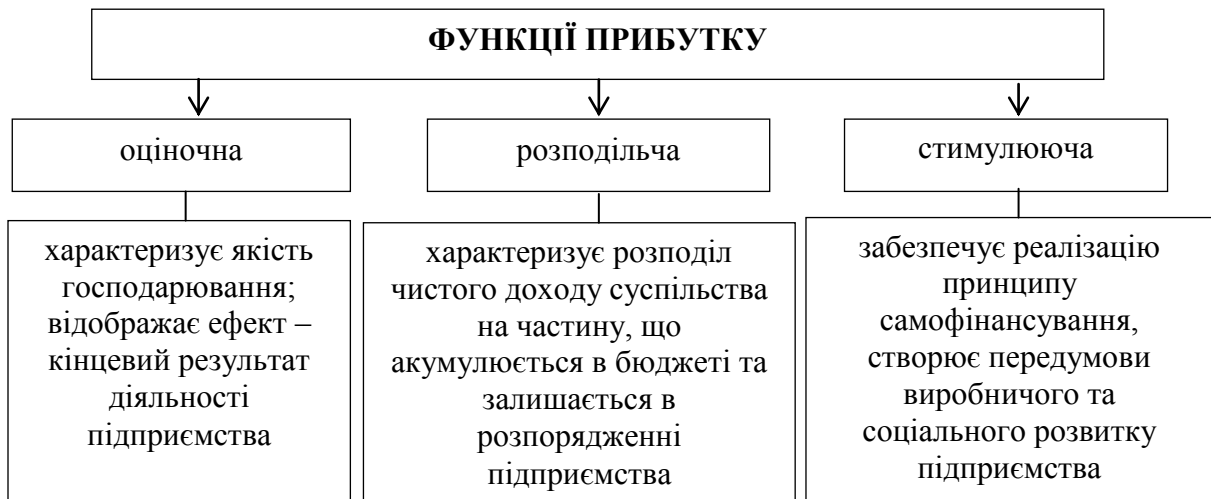 ФУНКЦІЇ ПРИБУТКУ
оціночна
розподільча
стимулююча
характеризує якість
господарювання;
відображає ефект –
кінцевий результат
діяльності
підприємства
характеризує розподіл
чистого доходу суспільства
на частину, що
акумулюється в бюджеті та
залишається в
розпорядженні
підприємства
забезпечує реалізацію
принципу
самофінансування,
створює передумови
виробничого та
соціального розвитку
підприємства